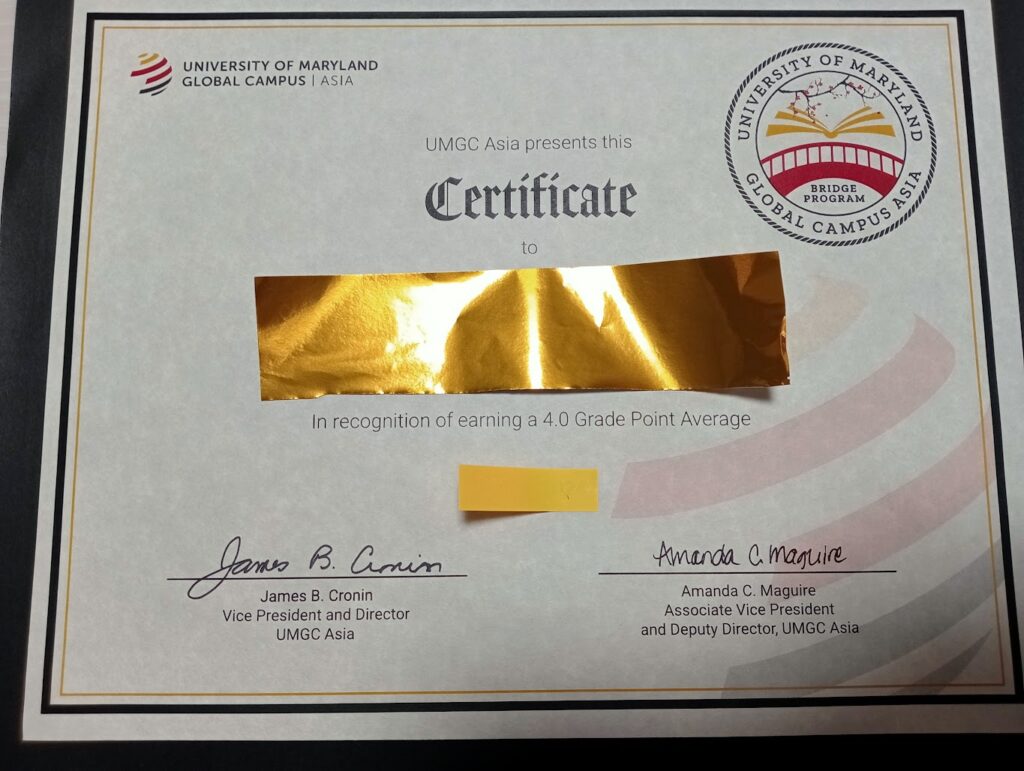 UNIVERSITY OF MARYLAND
GLOBAL CAMPUS | ASIA
UNIVERSITY OF MARYLAND
GLOBAL CAMPUS ASIA
BRIDGE
PROGRAM
UMGC Asia presents this
Certificate
to
In recognition of earning a 4.0 Grade Point Average
James B. Cronin
James B. Cronin
Vice President and Director
UMGC Asia
Amanda C. Maguire
Amanda C. Maguire
Associate Vice President
and Deputy Director, UMGC Asia